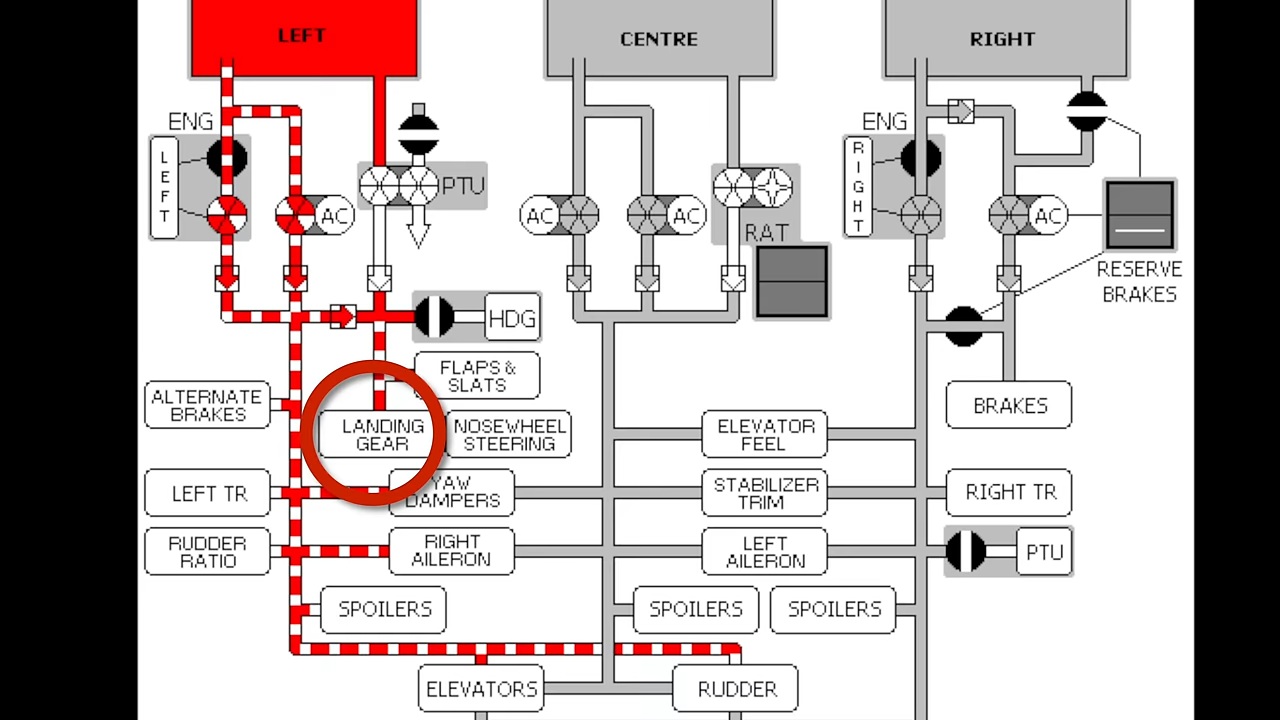 LEFT
CENTRE
RIGHT
ENG
LEFT
AC
PTU
AC
AC
RAT
ENG
RIGHT
AC
RESERVE
BRAKES
HDG
FLAPS &
SLATS
ALTERNATE
BRAKES
LANDING
GEAR
NOSEWHEEL
STEERING
ELEVATOR
FEEL
BRAKES
LEFT TR
YAW
DAMPERS
STABILIZER
TRIM
RIGHT TR
RUDDER
RATIO
RIGHT
AILERON
LEFT
AILERON
PTU
SPOILERS
SPOILERS
SPOILERS
ELEVATORS
RUDDER